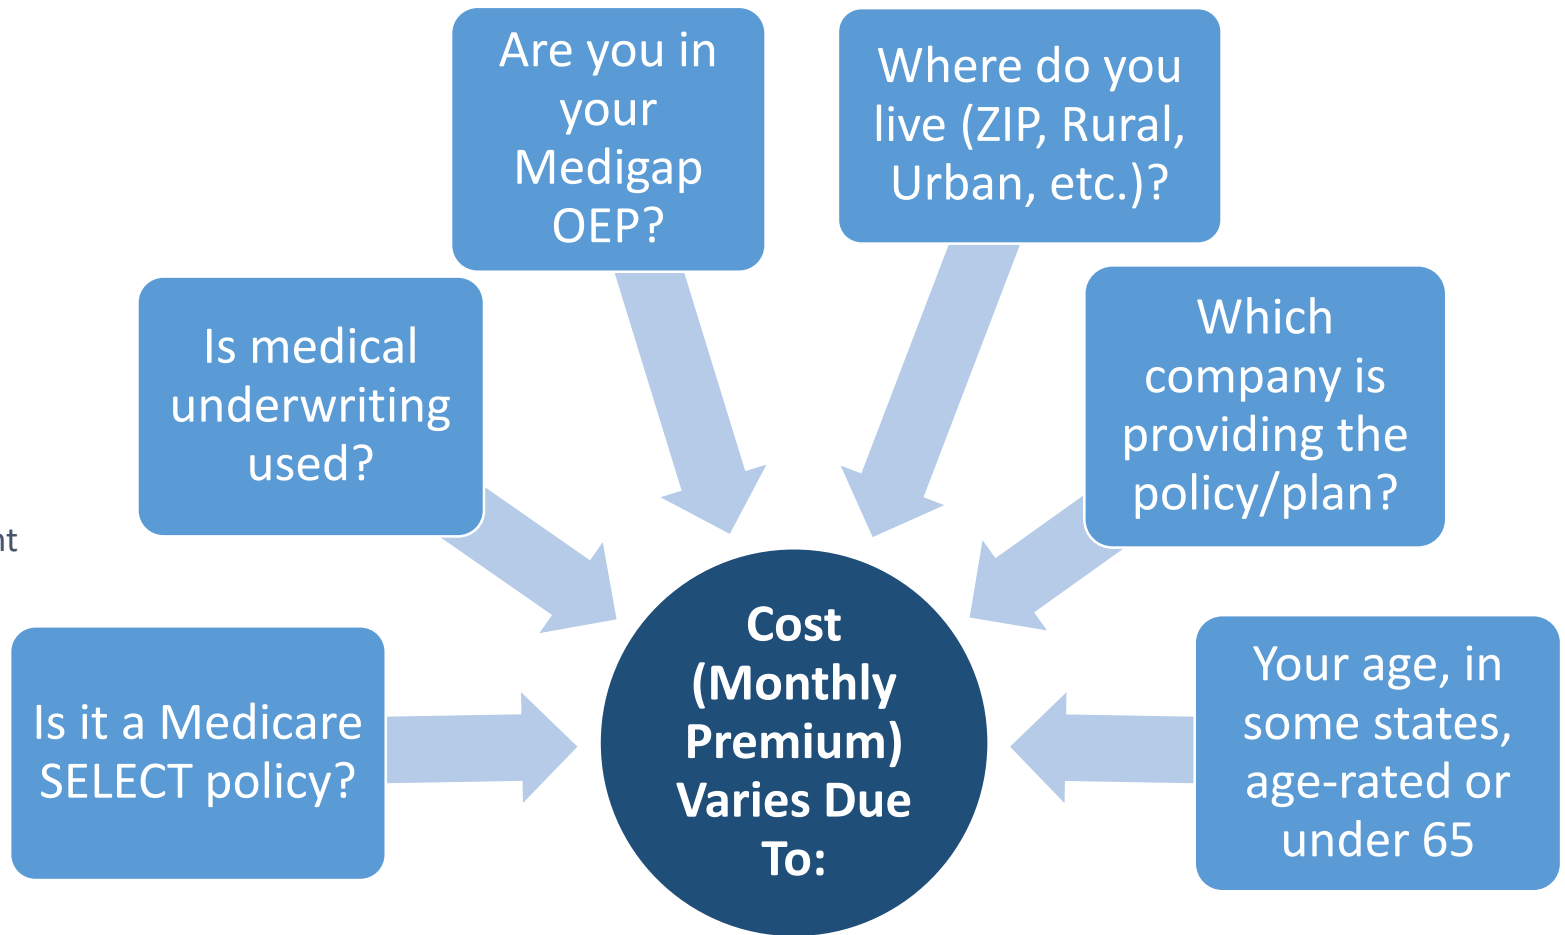 Are you in
your
Medigap
OEP?
Where do you
live (ZIP, Rural,
Urban, etc.)?
Is medical
underwriting
used?
Which
company is
providing the
policy/plan?
nt
Is it a Medicare
SELECT policy?
Cost
(Monthly
Premium)
Varies Due
To:
Your age, in
some states,
age-rated or
under 65